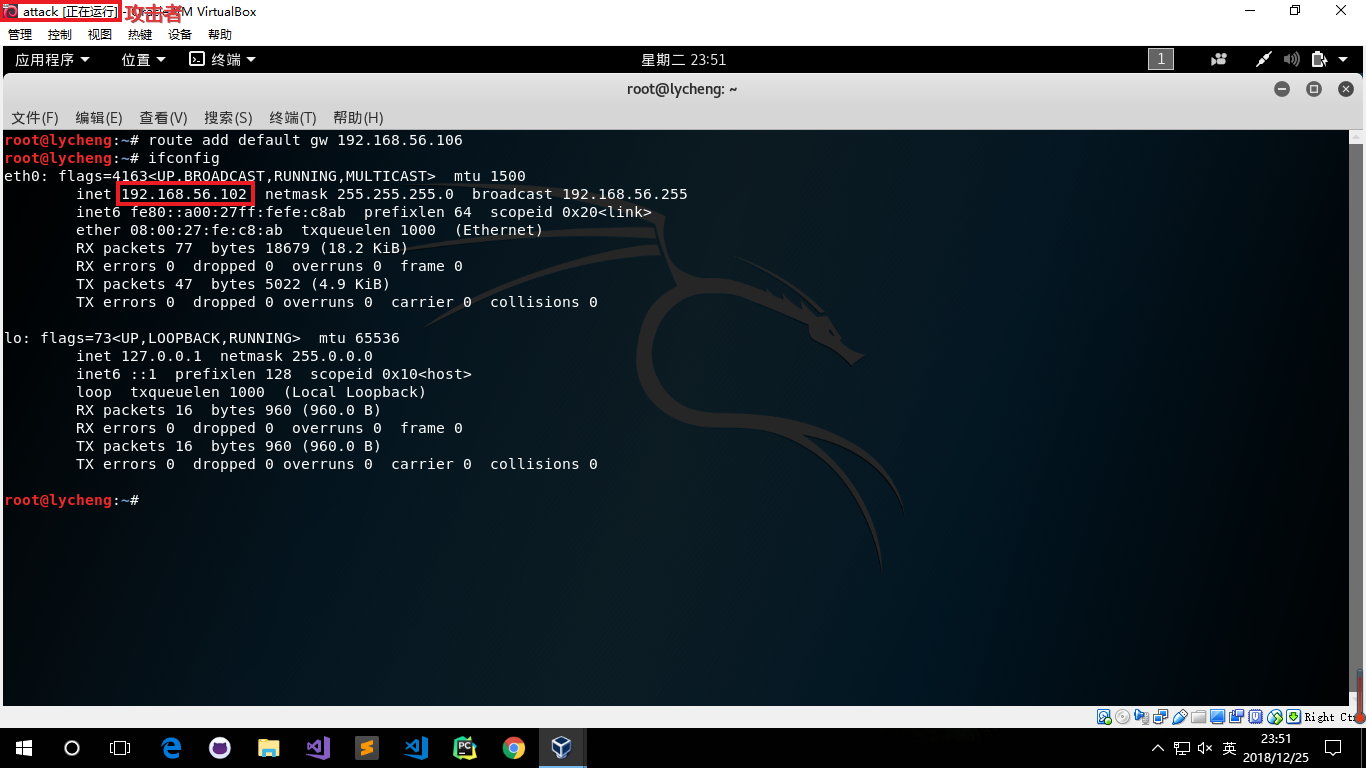 attack [正在运行] - Oracle VM VirtualBox
攻击者
管理 控制 视图 热键 设备 帮助
应用程序 位置 终端 星期二 23:51 1
root@lycheng: ~
文件(F) 编辑(E) 查看(V) 搜索(S) 终端(T) 帮助(H)
root@lycheng:~# route add default gw 192.168.56.106
root@lycheng:~# ifconfig
eth0: flags=4163<UP,BROADCAST,RUNNING,MULTICAST>  mtu 1500
        inet 192.168.56.102  netmask 255.255.255.0  broadcast 192.168.56.255
        inet6 fe80::a00:27ff:fefe:c8ab  prefixlen 64  scopeid 0x20<link>
        ether 08:00:27:fe:c8:ab  txqueuelen 1000  (Ethernet)
        RX packets 77  bytes 18679 (18.2 KiB)
        RX errors 0  dropped 0  overruns 0  frame 0
        TX packets 47  bytes 5022 (4.9 KiB)
        TX errors 0  dropped 0 overruns 0  carrier 0  collisions 0
lo: flags=73<UP,LOOPBACK,RUNNING>  mtu 65536
        inet 127.0.0.1  netmask 255.0.0.0
        inet6 ::1  prefixlen 128  scopeid 0x10<host>
        loop  txqueuelen 1000  (Local Loopback)
        RX packets 16  bytes 960 (960.0 B)
        RX errors 0  dropped 0  overruns 0  frame 0
        TX packets 16  bytes 960 (960.0 B)
        TX errors 0  dropped 0 overruns 0  carrier 0  collisions 0
root@lycheng:~#
Right
英
23:51
2018/12/25